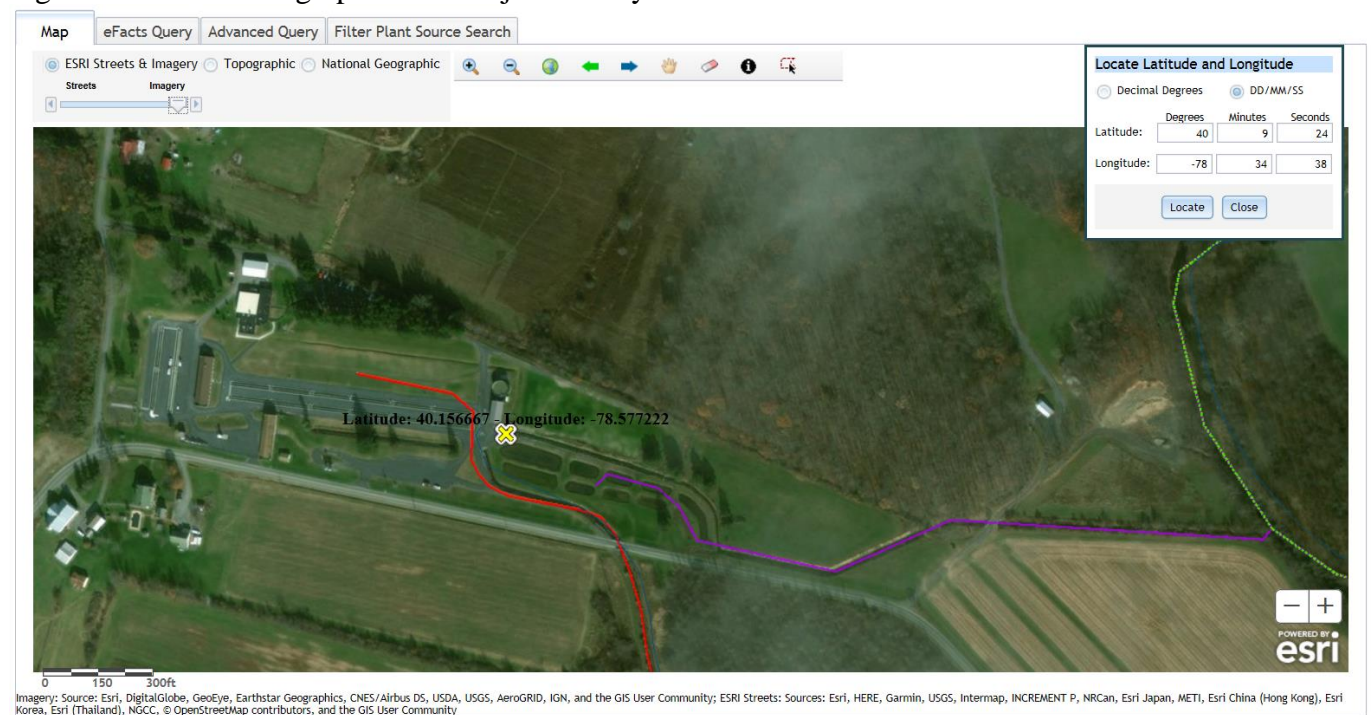 Map eFacts Query Advanced Query Filter Plant Source Search
ESRI Streets & Imagery Topographic National Geographic
Streets Imagery
Locate Latitude and Longitude
Decimal Degrees DD/MM/SS
Degrees Minutes Seconds
Latitude: 40 9 24
Longitude: -78 34 38
Locate Close
Latitude: 40.156667 - Longitude: -78.577222
POWERED BY
esri
0 150 300ft
Imagery: Source: Esri, DigitalGlobe, GeoEye, Earthstar Geographics, CNES/Airbus DS, USDA, USGS, AeroGRID, IGN, and the GIS User Community; ESRI Streets: Sources: Esri, HERE, Garmin, USGS, Intermap, INCREMENT P, NRCan, Esri Japan, METI, Esri China (Hong Kong), Esri
Korea, Esri (Thailand), NGCC, © OpenStreetMap contributors, and the GIS User Community